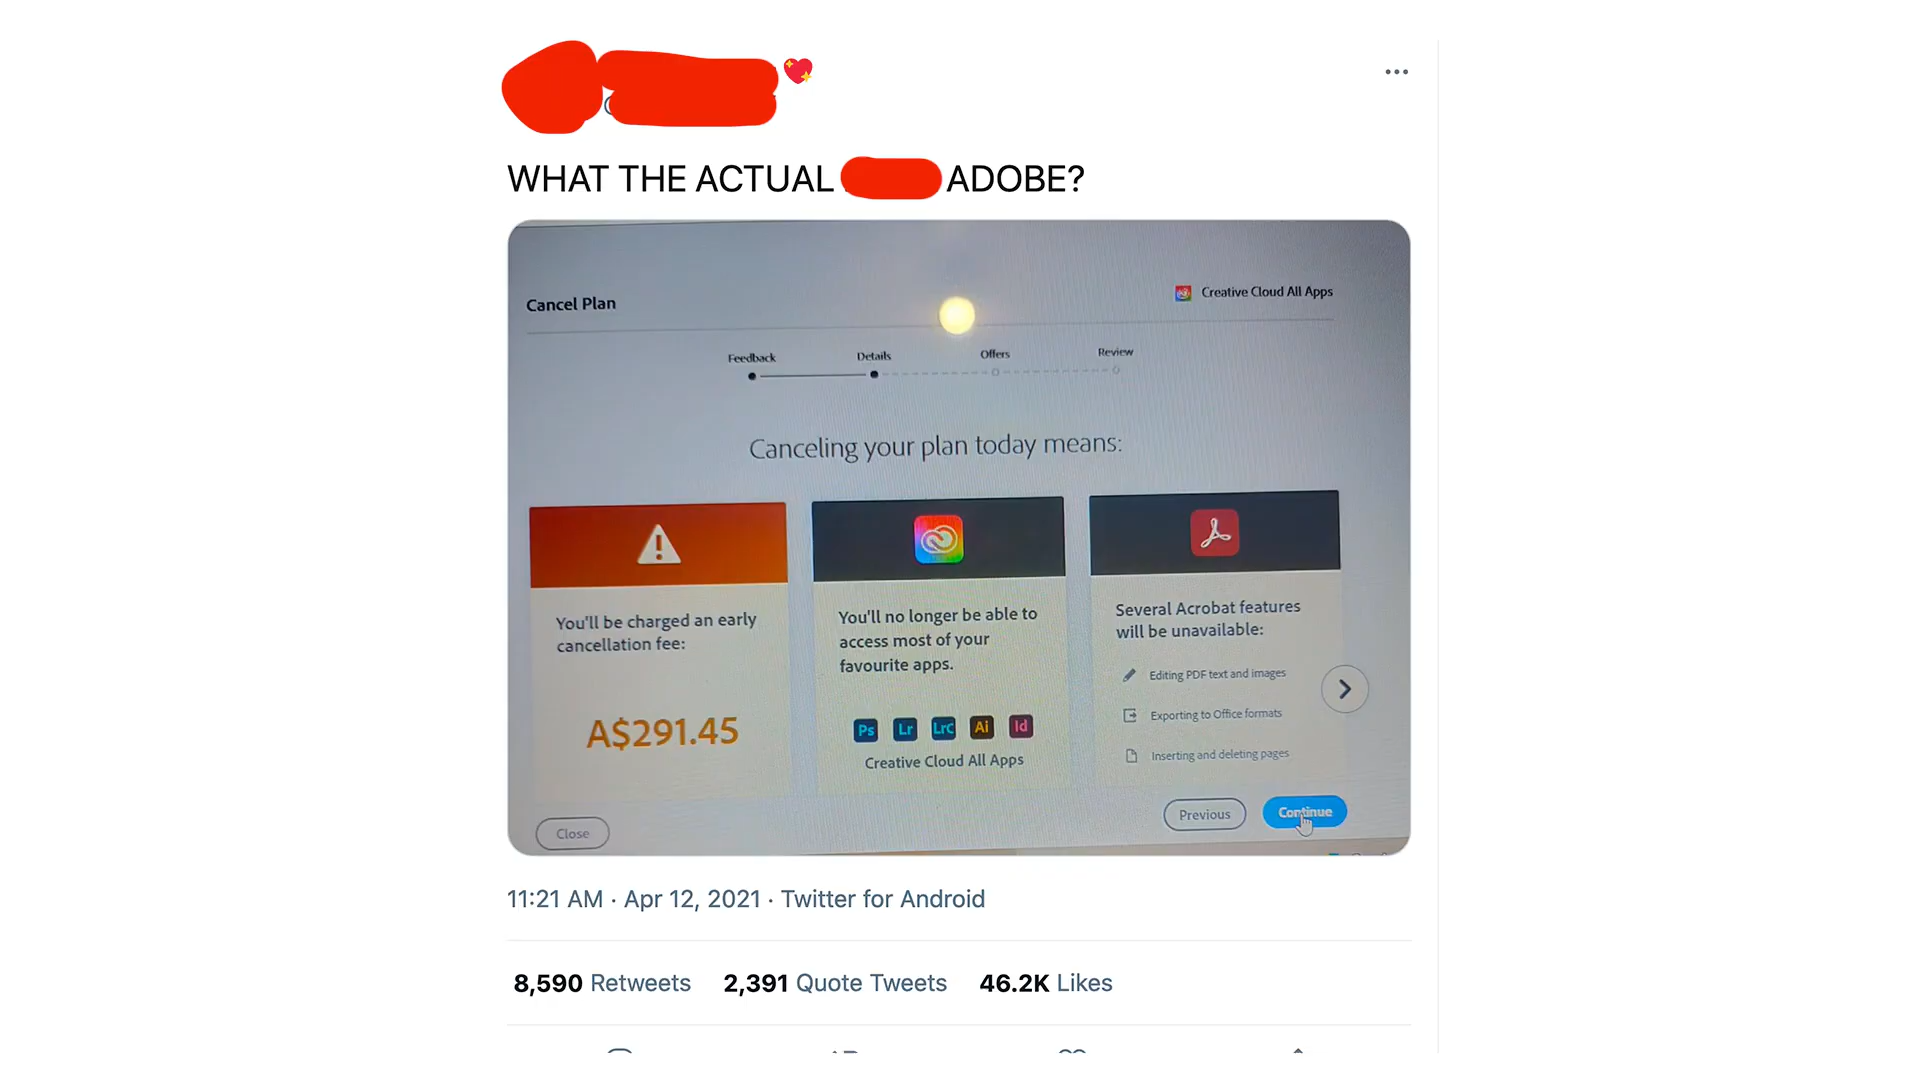 WHAT THE ACTUAL ADOBE?
Cancel Plan
Creative Cloud All Apps
Feedback Details Offers Review
Canceling your plan today means:
You'll be charged an early
cancellation fee:
A$291.45
You'll no longer be able to
access most of your
favourite apps.
Ps Lr LrC Ai Id
Creative Cloud All Apps
Several Acrobat features
will be unavailable:
Editing PDF text and images
Exporting to Office formats
Inserting and deleting pages
Close
Previous
Continue
11:21 AM · Apr 12, 2021 · Twitter for Android
8,590 Retweets 2,391 Quote Tweets 46.2K Likes